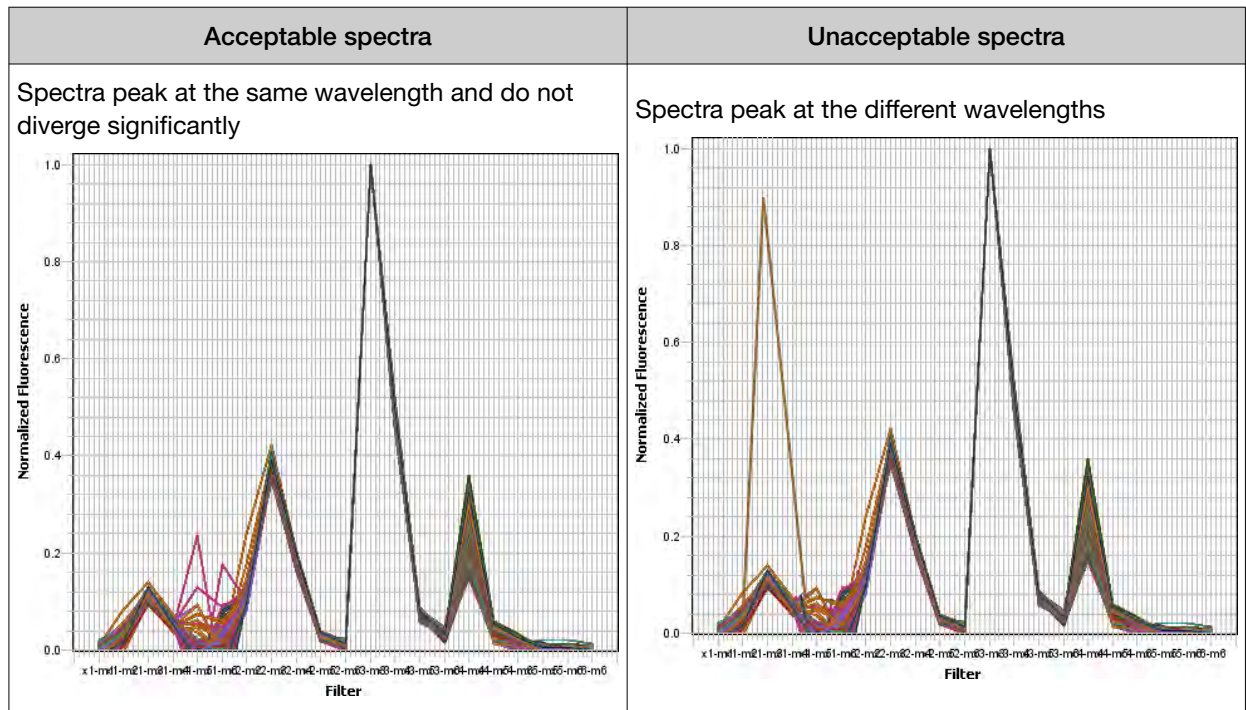 Acceptable spectra
Unacceptable spectra
Spectra peak at the same wavelength and do not
diverge significantly
Spectra peak at the different wavelengths
1.0
0.8
0.6
0.4
0.2
0.0
Normalized Fluorescence
Filter
1.0
0.8
0.6
0.4
0.2
0.0
Normalized Fluorescence
Filter